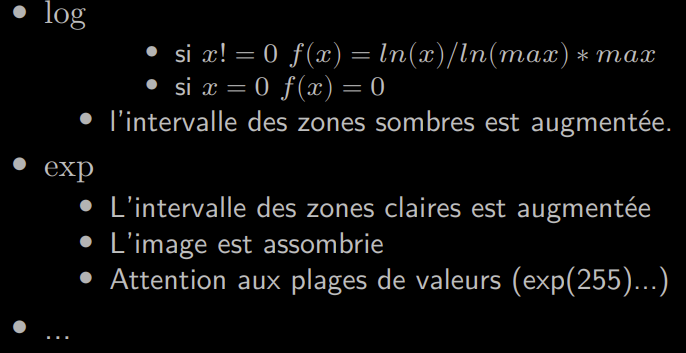 • log
• si x! = 0 f(x) = ln(x)/ln(max) ∗ max
• si x = 0 f(x) = 0
• l'intervalle des zones sombres est augmentée.
• exp
• L'intervalle des zones claires est augmentée
• L'image est assombrie
• Attention aux plages de valeurs (exp(255)...)
• ...